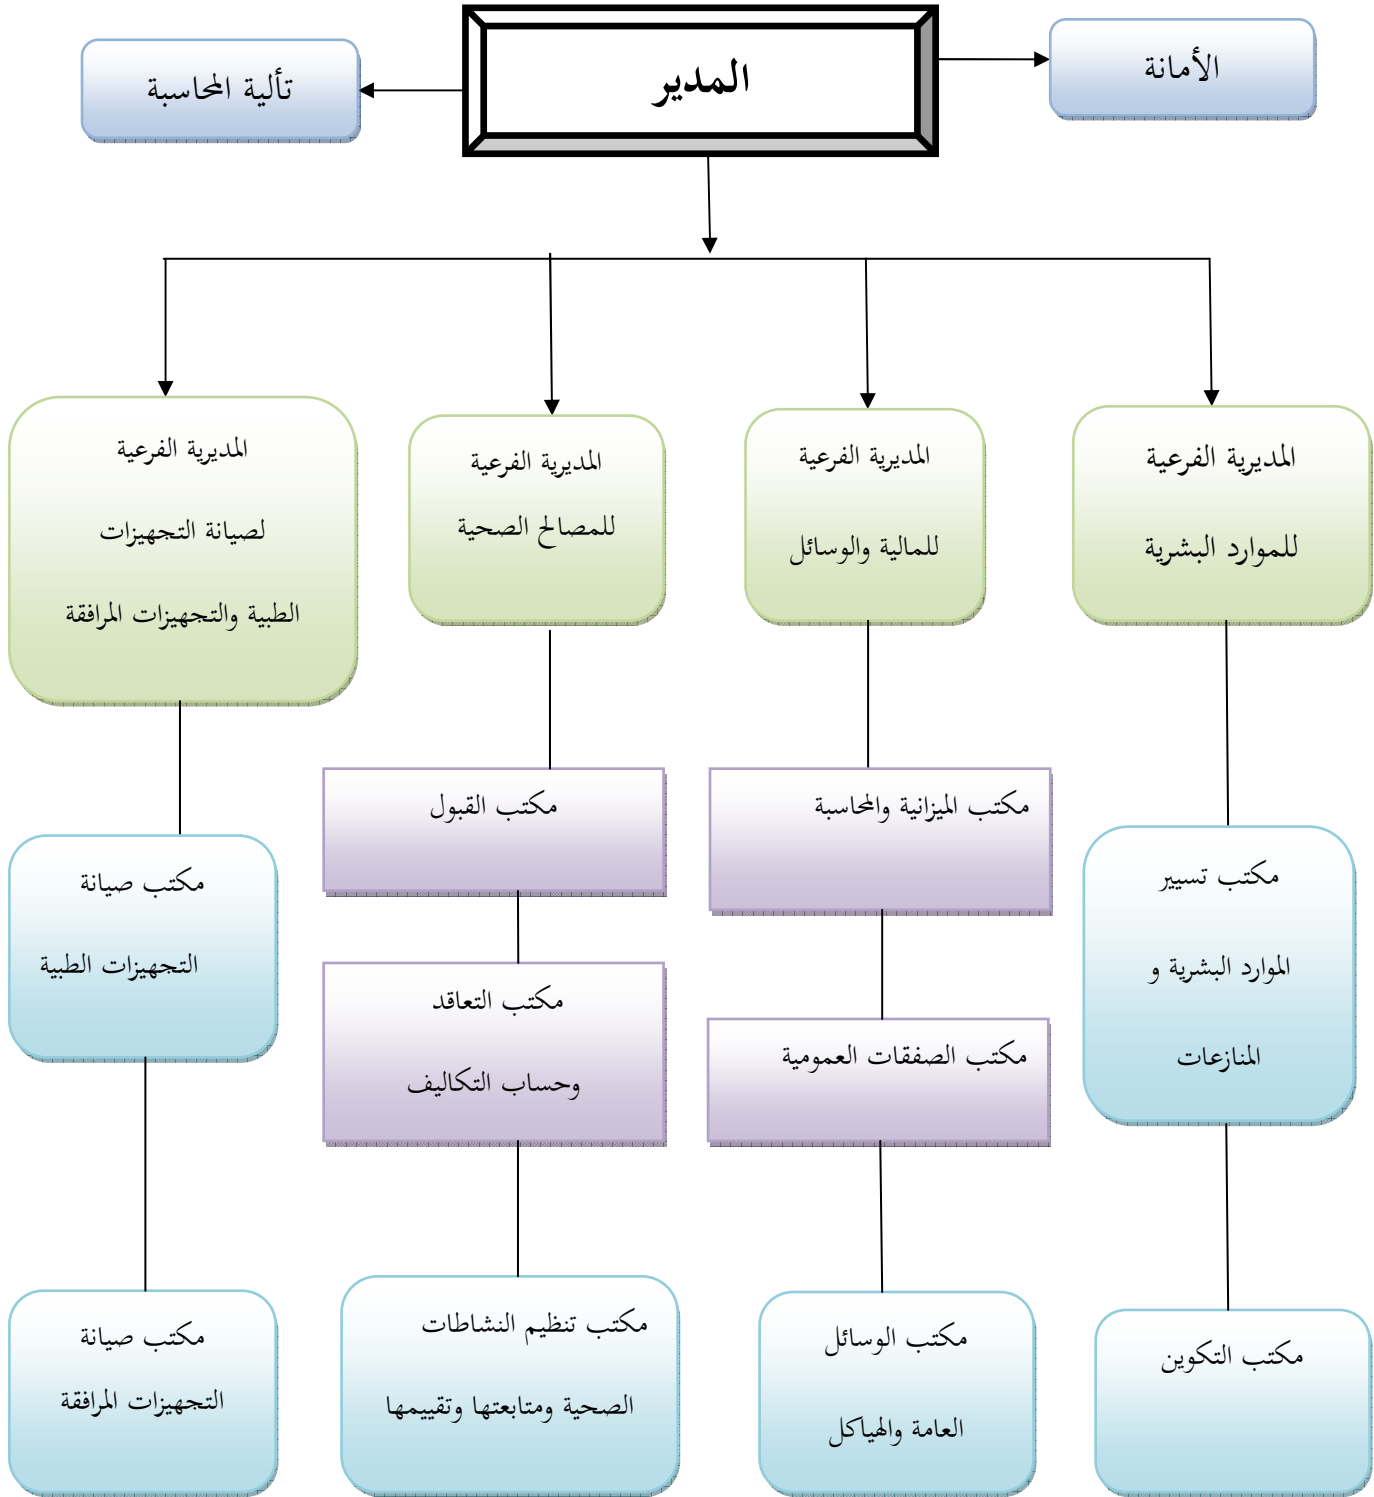 الأمانة
المدير
تألية المحاسبة
المديرية الفرعية
للموارد البشرية
المديرية الفرعية
للمالية والوسائل
المديرية الفرعية
للمصالح الصحية
المديرية الفرعية
لصيانة التجهيزات
الطبية والتجهيزات المرافقة
مكتب تسيير
الموارد البشرية و
المنازعات
مكتب التكوين
مكتب الميزانية والمحاسبة
مكتب الصفقات العمومية
مكتب الوسائل
العامة والهياكل
مكتب القبول
مكتب التعاقد
وحساب التكاليف
مكتب تنظيم النشاطات
الصحية ومتابعتها وتقييمها
مكتب صيانة
التجهيزات الطبية
مكتب صيانة
التجهيزات المرافقة